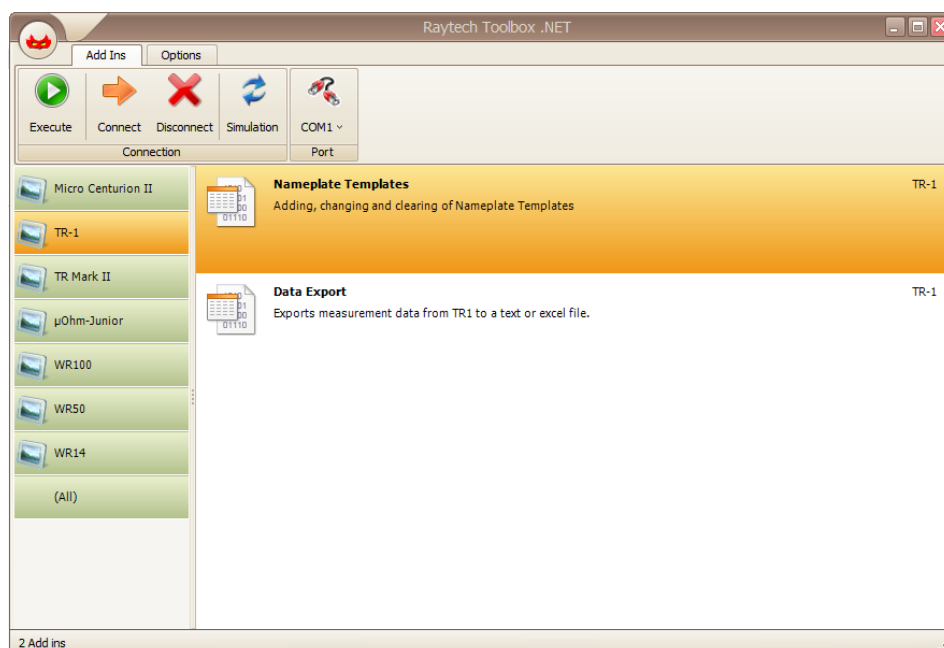 Raytech Toolbox .NET
Add Ins Options
Execute Connect Disconnect Simulation COM1
Connection Port
Micro Centurion II
TR-1
TR Mark II
µOhm-Junior
WR100
WR50
WR14
(All)
Nameplate Templates TR-1
Adding, changing and clearing of Nameplate Templates
Data Export TR-1
Exports measurement data from TR1 to a text or excel file.
2 Add ins